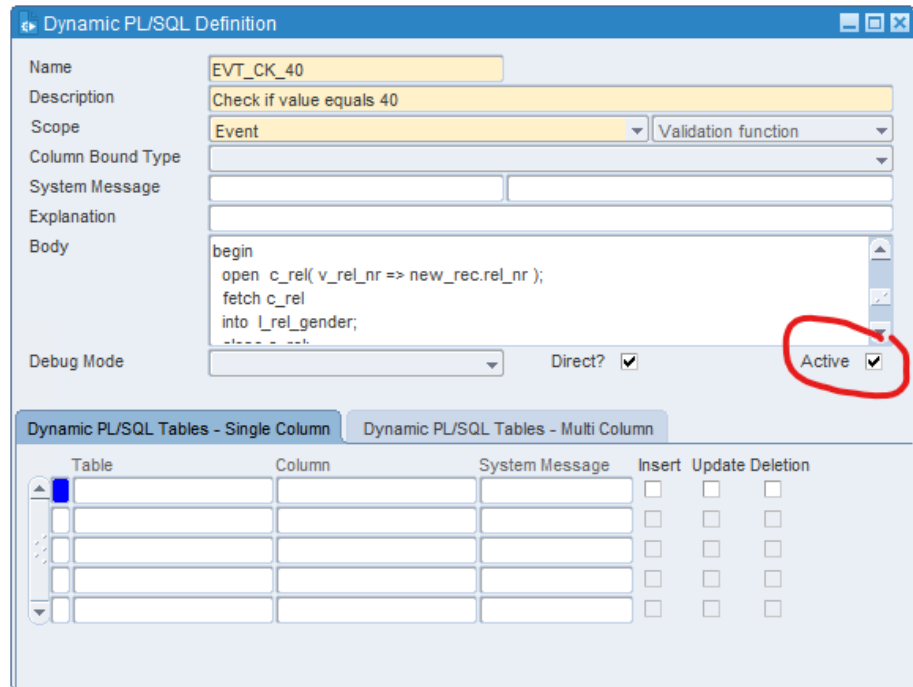 Dynamic PL/SQL Definition
Name EVT_CK_40
Description Check if value equals 40
Scope Event Validation function
Column Bound Type
System Message
Explanation
Body begin
open c_rel( v_rel_nr => new_rec.rel_nr );
fetch c_rel
into l_rel_gender;
Debug Mode Direct? Active
Dynamic PL/SQL Tables - Single Column Dynamic PL/SQL Tables - Multi Column
Table Column System Message Insert Update Deletion